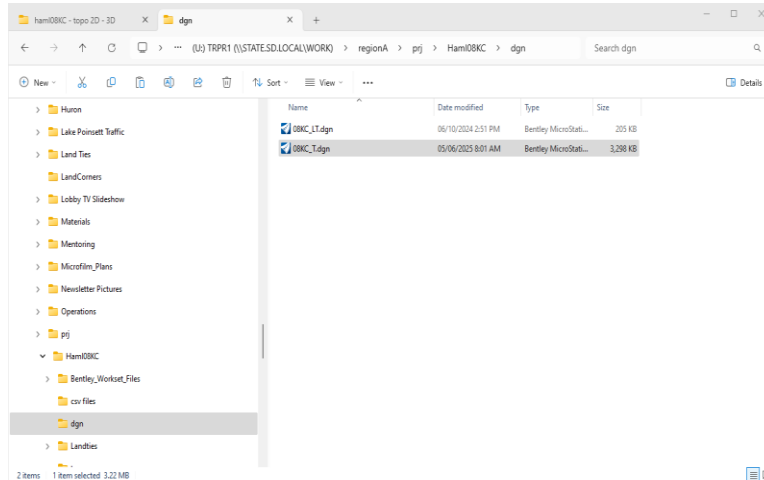 haml08KC - topo 2D - 3D
dgn
(U:) TRPR1 (\\STATE.SD.LOCAL\WORK) > regionA > prj > Haml08KC > dgn
Search dgn
New
Sort
View
Details
Huron
Lake Poinsett Traffic
Land Ties
LandCorners
Lobby TV Slideshow
Materials
Mentoring
Microfilm_Plans
Newsletter Pictures
Operations
prj
Haml08KC
Bentley_Workset_Files
csv files
dgn
Landties
Name Date modified Type Size
08KC_LT.dgn 06/10/2024 2:51 PM Bentley MicroStati... 205 KB
08KC_T.dgn 05/06/2025 8:01 AM Bentley MicroStati... 3,298 KB
2 items 1 item selected 3.22 MB